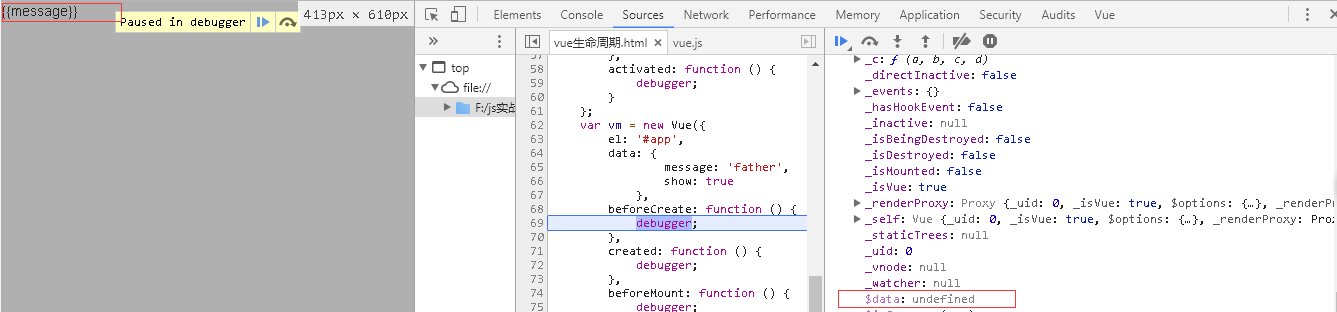 {{message}}
Paused in debugger
413px × 610px
Elements Console Sources Network Performance Memory Application Security Audits Vue
vue生命周期.html × vue.js
top
file://
F:/js实战
58 activated: function () {
59 debugger;
60 }
61 };
62 var vm = new Vue({
63 el: '#app',
64 data: {
65 message: 'father',
66 show: true
67 },
68 beforeCreate: function () {
69 debugger;
70 },
71 created: function () {
72 debugger;
73 },
74 beforeMount: function () {
75 debugger;
_c: ƒ (a, b, c, d)
_directInactive: false
_events: {}
_hasHookEvent: false
_inactive: null
_isBeingDestroyed: false
_isDestroyed: false
_isMounted: false
_isVue: true
_renderProxy: Proxy {_uid: 0, _isVue: true, $options: {…}, _renderPr
_self: Vue {_uid: 0, _isVue: true, $options: {…}, _renderProxy: Pro
_staticTrees: null
_uid: 0
_vnode: null
_watcher: null
$data: undefined